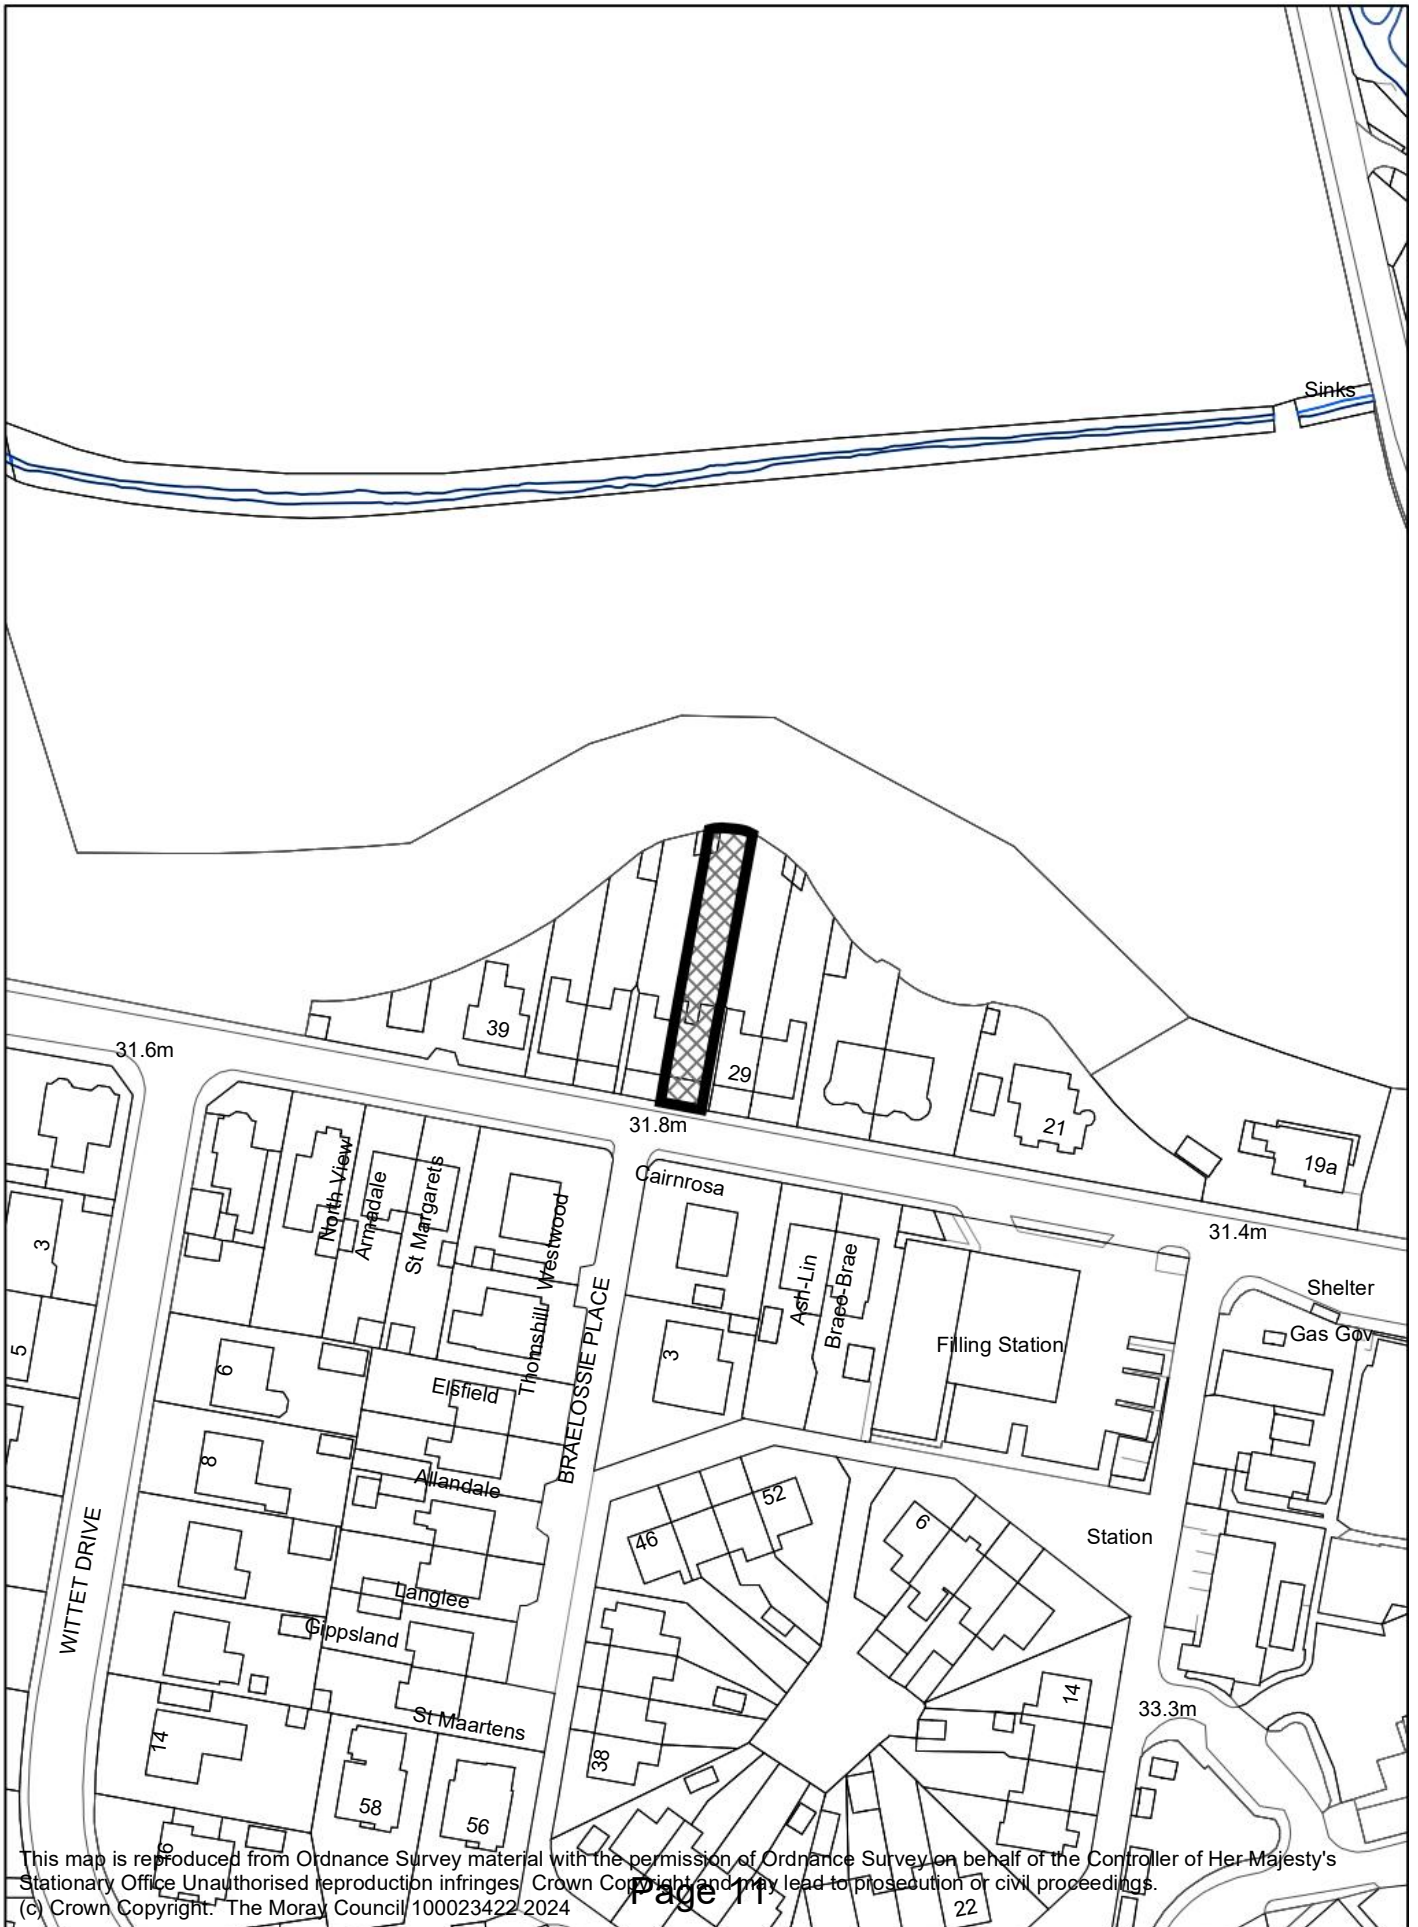 Sinks
39
31.6m
29
31.8m
21
19a
31.4m
Cairnrosa
North View
Armadale
St Margarets
Westwood
Thomshill
BRAELOSSIE PLACE
Ash-Lin
Braeo-Brae
Filling Station
Shelter
Gas Gov
3
5
6
8
3
Elsfield
Allandale
Langlee
Gippsland
St Maartens
WITTET DRIVE
46
52
6
Station
14
33.3m
38
14
58
56
16
22
This map is reproduced from Ordnance Survey material with the permission of Ordnance Survey on behalf of the Controller of Her Majesty's
Stationary Office Unauthorised reproduction infringes Crown Copyright and may lead to prosecution or civil proceedings.
(c) Crown Copyright. The Moray Council 100023422 2024
Page 11